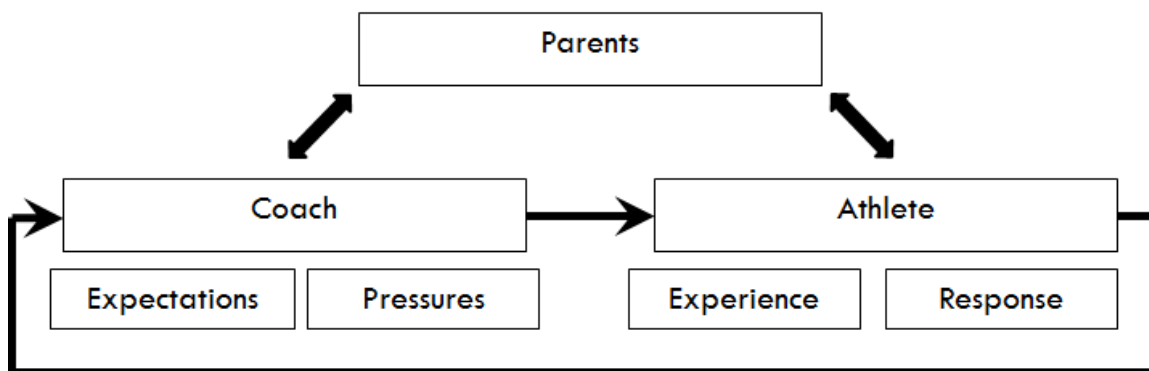 Parents
Coach
Athlete
Expectations
Pressures
Experience
Response